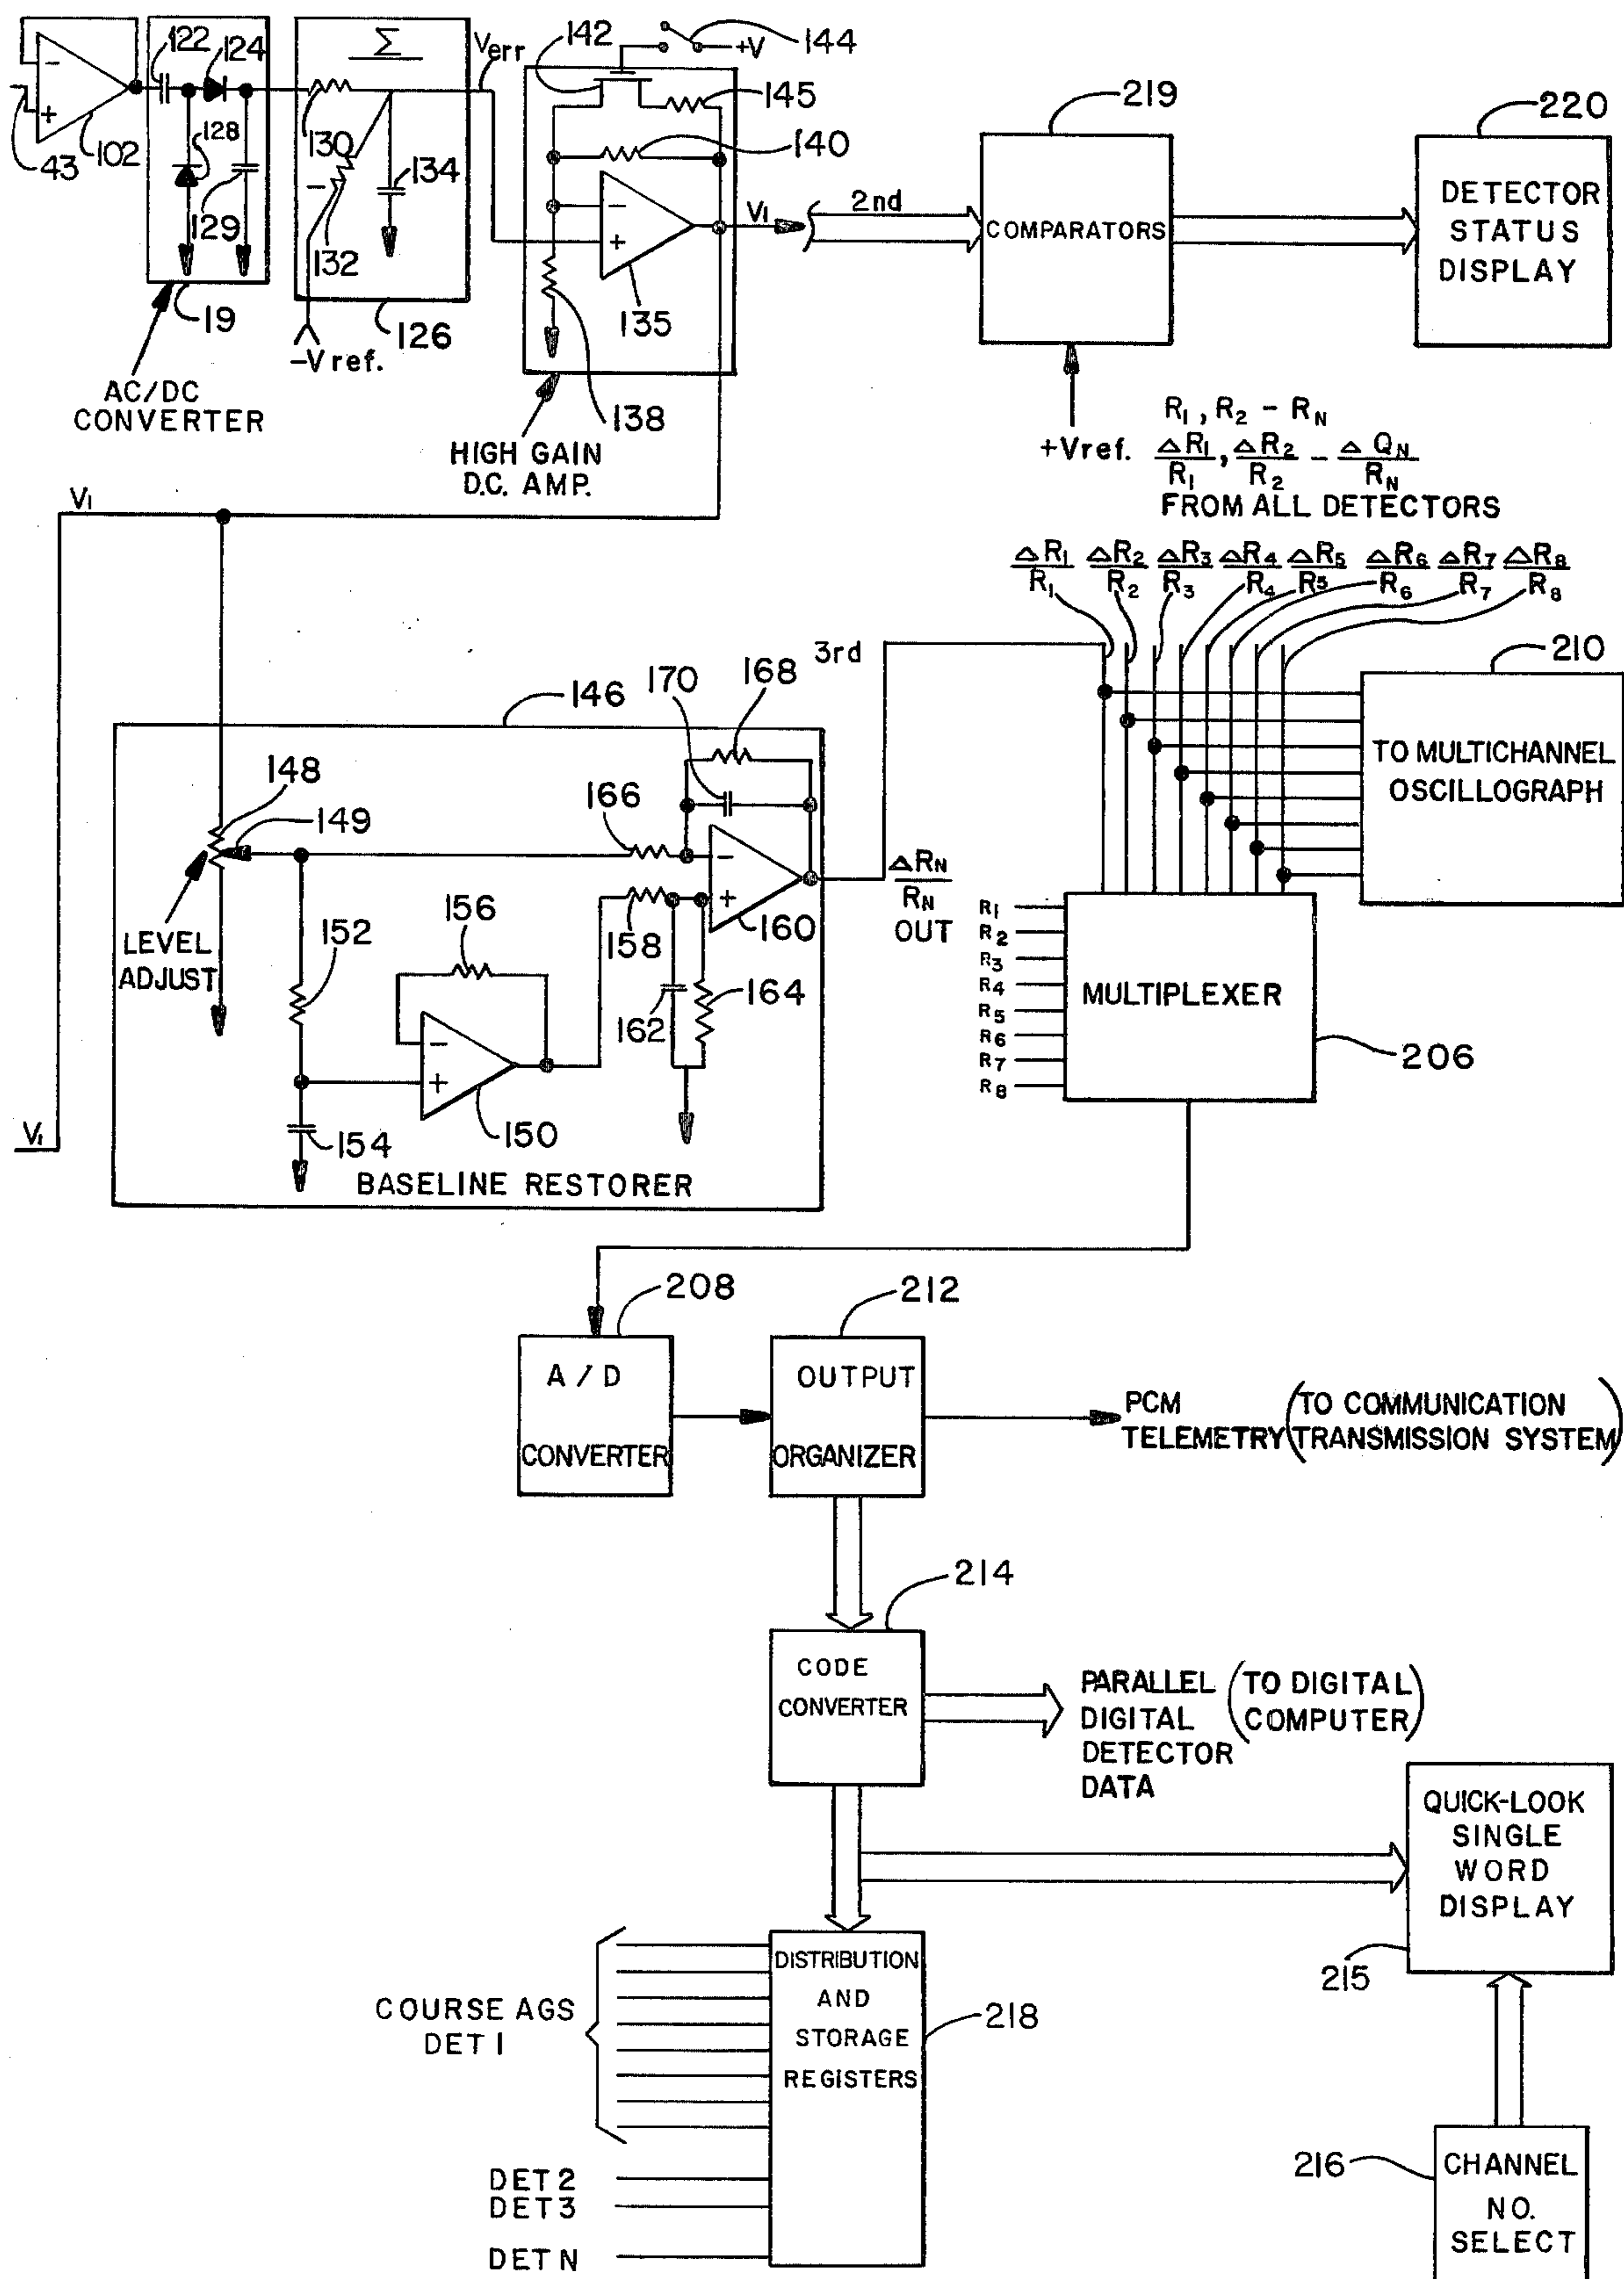 122 124
Σ
Verr
142
+V
144
145
219
220
-
+
43
102
128
129
130
-
132
134
140
-
+
135
V1
2nd
COMPARATORS
DETECTOR
STATUS
DISPLAY
19
126
-Vref.
138
AC/DC
CONVERTER
HIGH GAIN
D.C. AMP.
+Vref.
R1, R2 - RN
ΔR1/R1, ΔR2/R2 - ΔQN/RN
FROM ALL DETECTORS
V1
ΔR1/R1 ΔR2/R2 ΔR3/R3 ΔR4/R4 ΔR5/R5 ΔR6/R6 ΔR7/R7 ΔR8/R8
3rd
210
TO MULTICHANNEL
OSCILLOGRAPH
146
170
168
148
149
166
-
+
158
160
ΔRN/RN
OUT
LEVEL
ADJUST
152
156
162
164
-
+
150
154
V1
BASELINE RESTORER
R1
R2
R3
R4
R5
R6
R7
R8
MULTIPLEXER
206
208
212
A/D
CONVERTER
OUTPUT
ORGANIZER
PCM (TO COMMUNICATION
TELEMETRY TRANSMISSION SYSTEM)
214
CODE
CONVERTER
PARALLEL (TO DIGITAL
DIGITAL COMPUTER)
DETECTOR
DATA
QUICK-LOOK
SINGLE
WORD
DISPLAY
215
DISTRIBUTION
AND
STORAGE
REGISTERS
218
COURSE AGS
DET 1
DET 2
DET 3
DET N
216
CHANNEL
NO.
SELECT